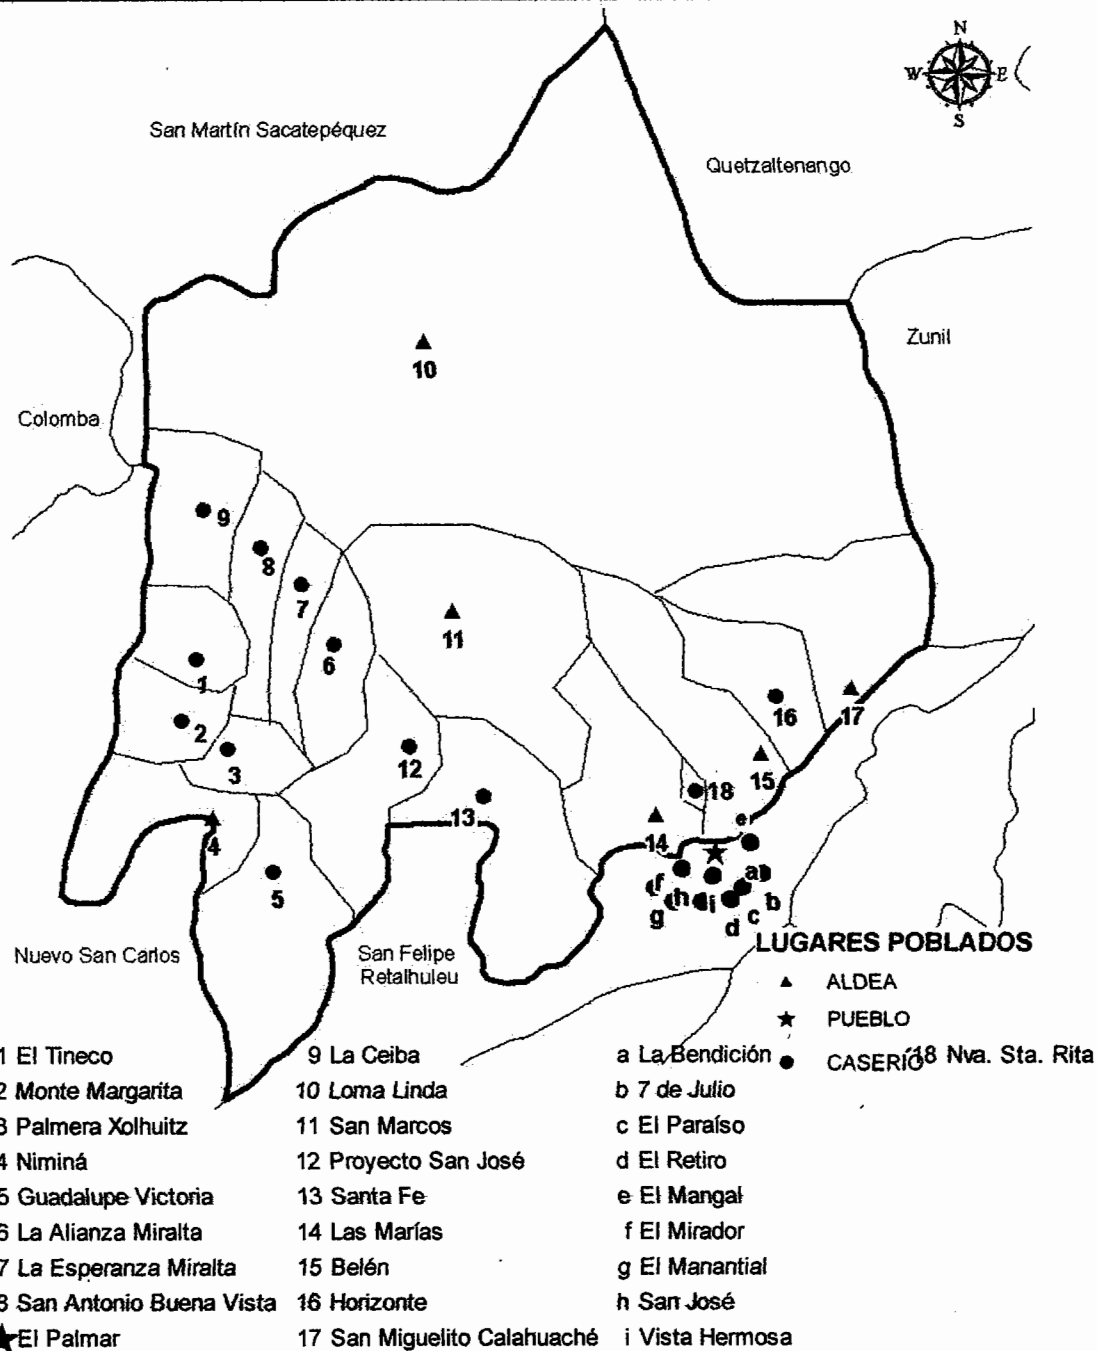 N
W E
S
San Martín Sacatepéquez
Quetzaltenango
Zunil
Colomba
10
9
8
7
6
11
1
2
3
12
13
4
5
16
17
15
18
14
e
f
a
b
c
d
i
h
g
Nuevo San Carlos
San Felipe
Retalhuleu
LUGARES POBLADOS
ALDEA
PUEBLO
CASERÍO
18 Nva. Sta. Rita
1 El Tineco
2 Monte Margarita
3 Palmera Xolhuitz
4 Niminá
5 Guadalupe Victoria
6 La Alianza Miralta
7 La Esperanza Miralta
8 San Antonio Buena Vista
★ El Palmar
9 La Ceiba
10 Loma Linda
11 San Marcos
12 Proyecto San José
13 Santa Fe
14 Las Marías
15 Belén
16 Horizonte
17 San Miguelito Calahuaché
a La Bendición
b 7 de Julio
c El Paraíso
d El Retiro
e El Mangal
f El Mirador
g El Manantial
h San José
i Vista Hermosa